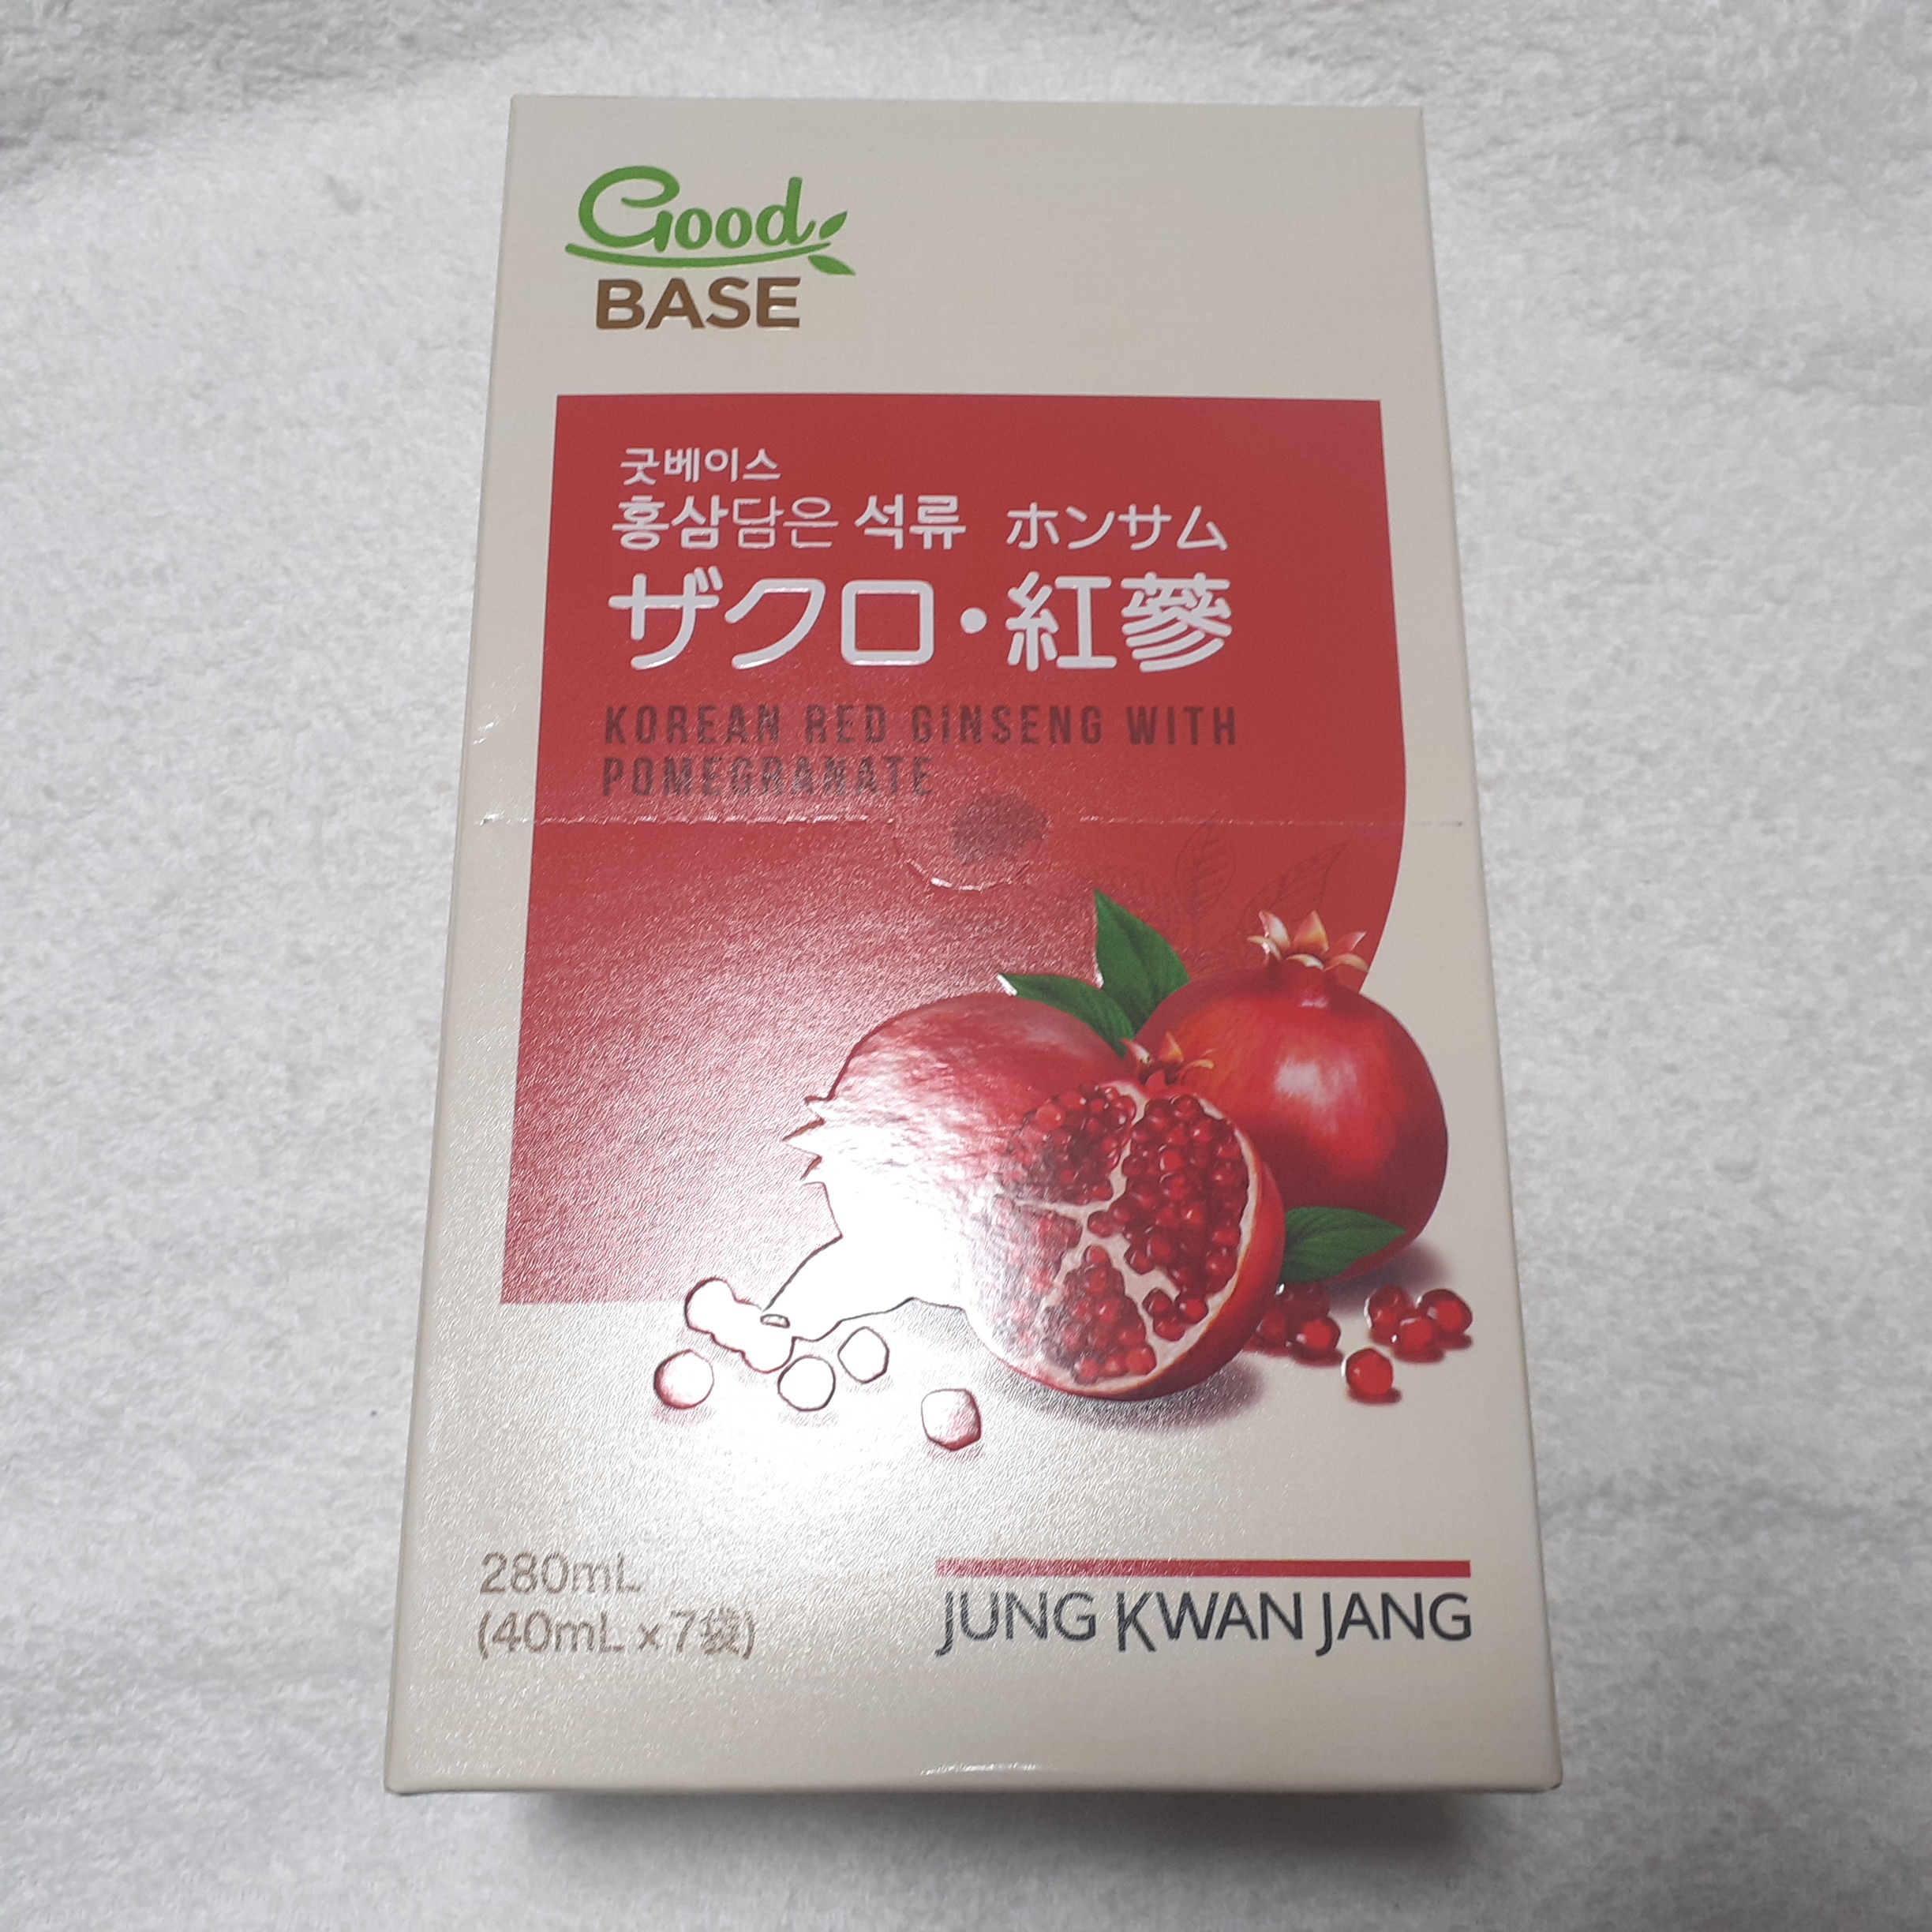 Good
BASE
굿베이스
홍삼담은 석류 ホンサム
ザクロ・紅蔘
KOREAN RED GINSENG WITH
POMEGRANATE
280mL
(40mL x 7袋)
JUNG KWAN JANG